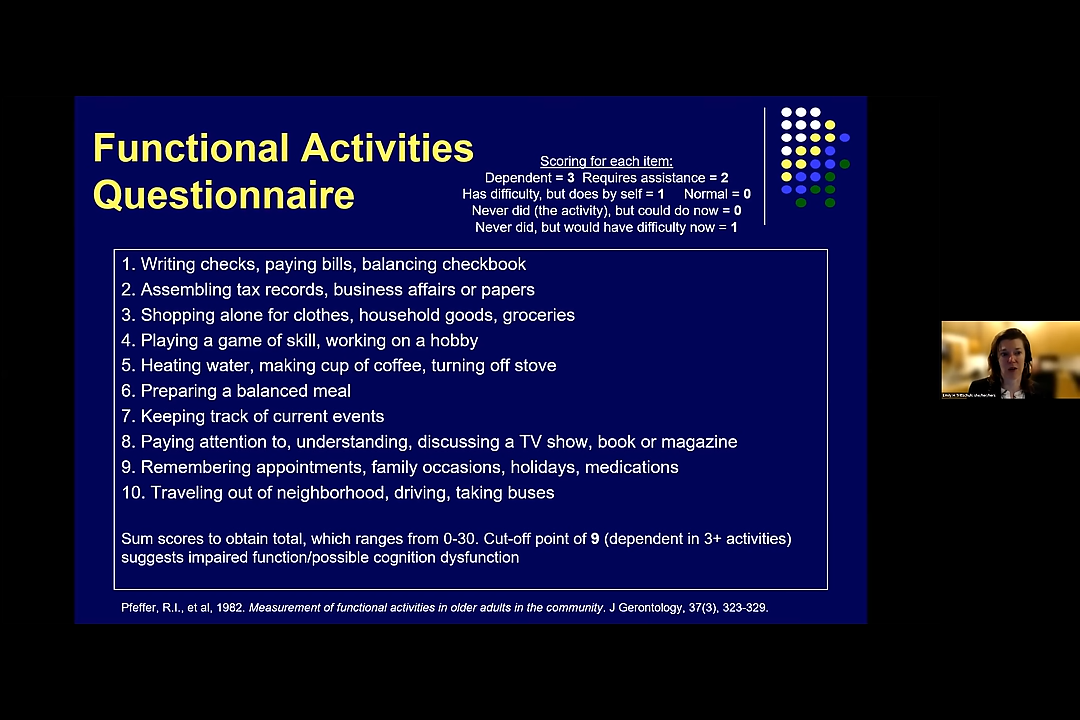 Functional Activities
Questionnaire
Scoring for each item:
Dependent = 3 Requires assistance = 2
Has difficulty, but does by self = 1 Normal = 0
Never did (the activity), but could do now = 0
Never did, but would have difficulty now = 1
1. Writing checks, paying bills, balancing checkbook
2. Assembling tax records, business affairs or papers
3. Shopping alone for clothes, household goods, groceries
4. Playing a game of skill, working on a hobby
5. Heating water, making cup of coffee, turning off stove
6. Preparing a balanced meal
7. Keeping track of current events
8. Paying attention to, understanding, discussing a TV show, book or magazine
9. Remembering appointments, family occasions, holidays, medications
10. Traveling out of neighborhood, driving, taking buses
Sum scores to obtain total, which ranges from 0-30. Cut-off point of 9 (dependent in 3+ activities)
suggests impaired function/possible cognition dysfunction
Pfeffer, R.I., et al, 1982. Measurement of functional activities in older adults in the community. J Gerontology, 37(3), 323-329.